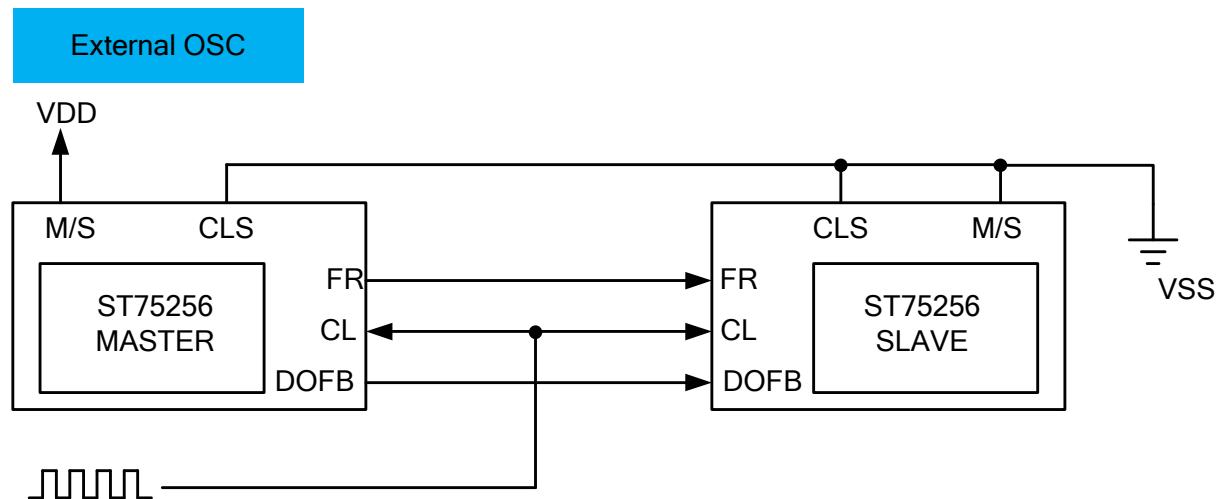 External OSC
VDD
M/S
CLS
CLS
M/S
FR
FR
VSS
ST75256
MASTER
ST75256
SLAVE
CL
CL
DOFB
DOFB